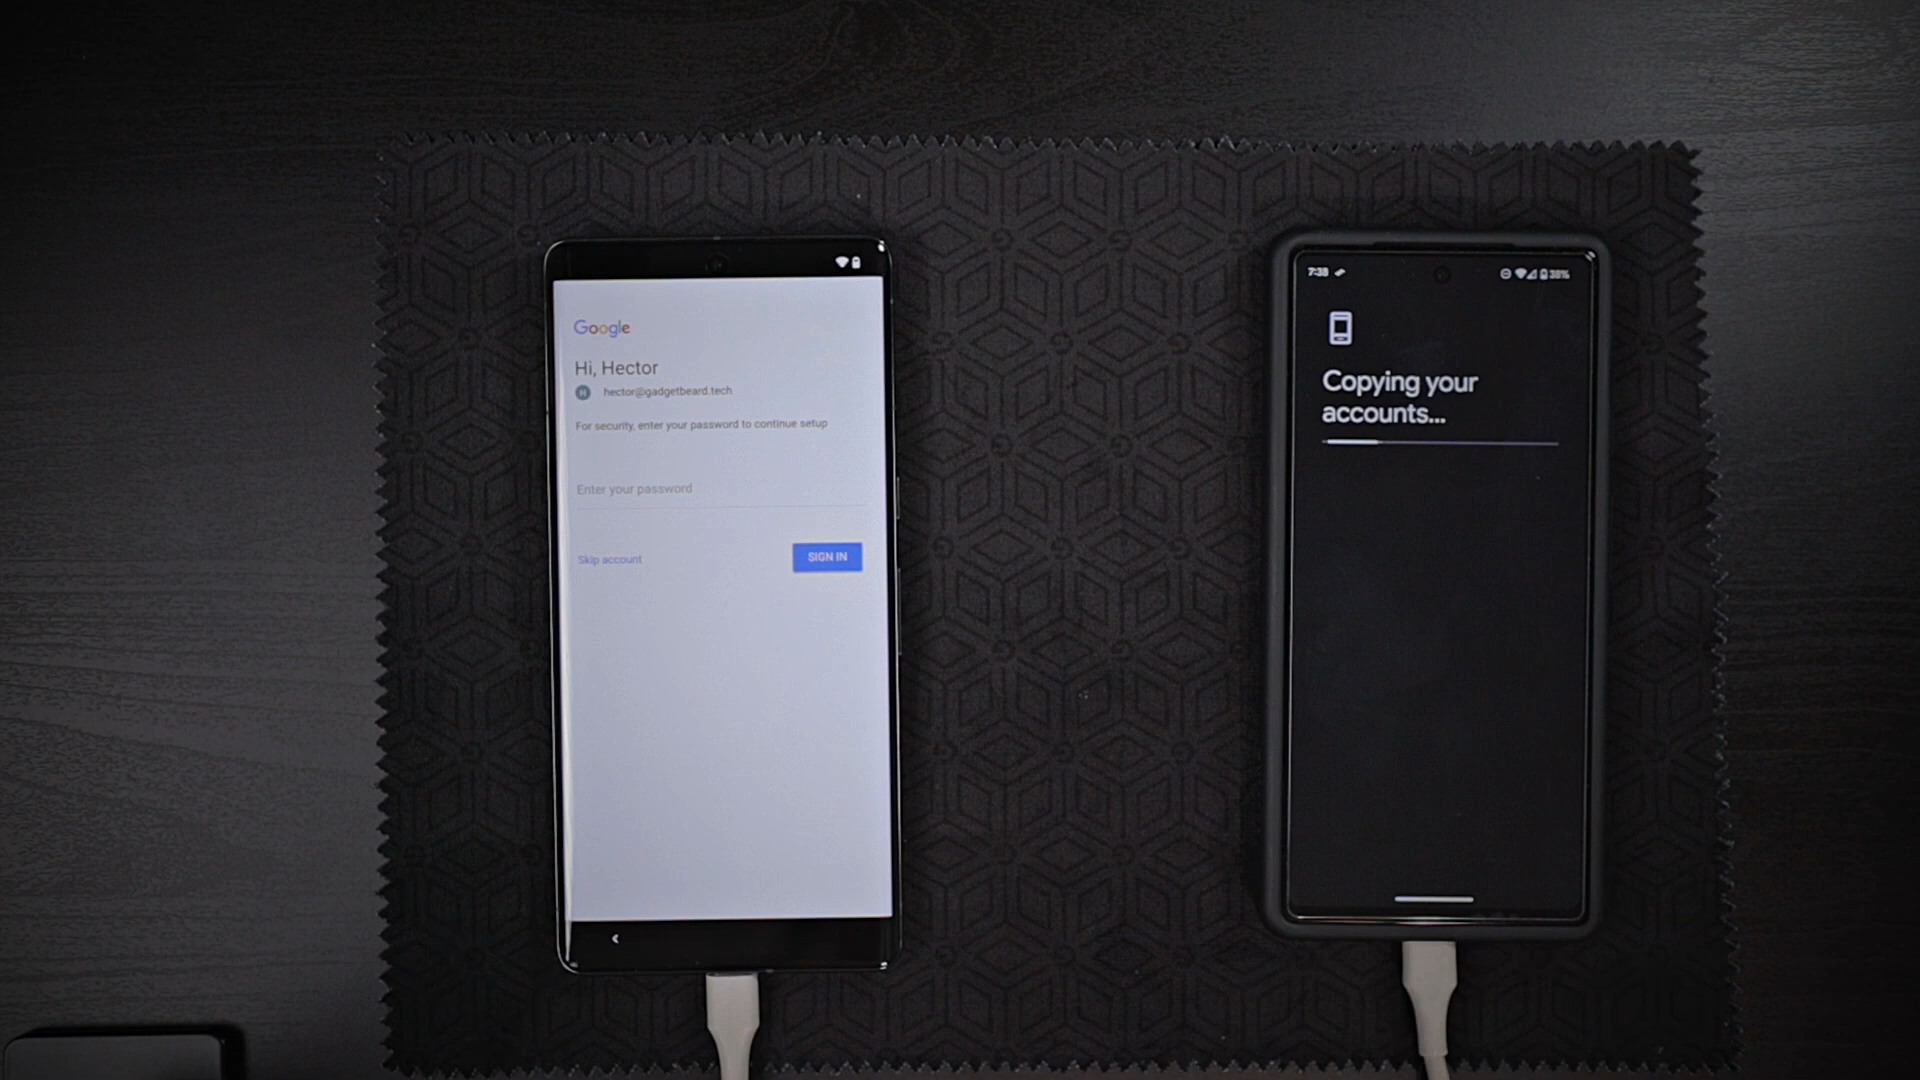 Google
Hi, Hector
H hector@gadgetbeard.tech
For security, enter your password to continue setup
Enter your password
Skip account
SIGN IN
7:38
38%
Copying your
accounts...